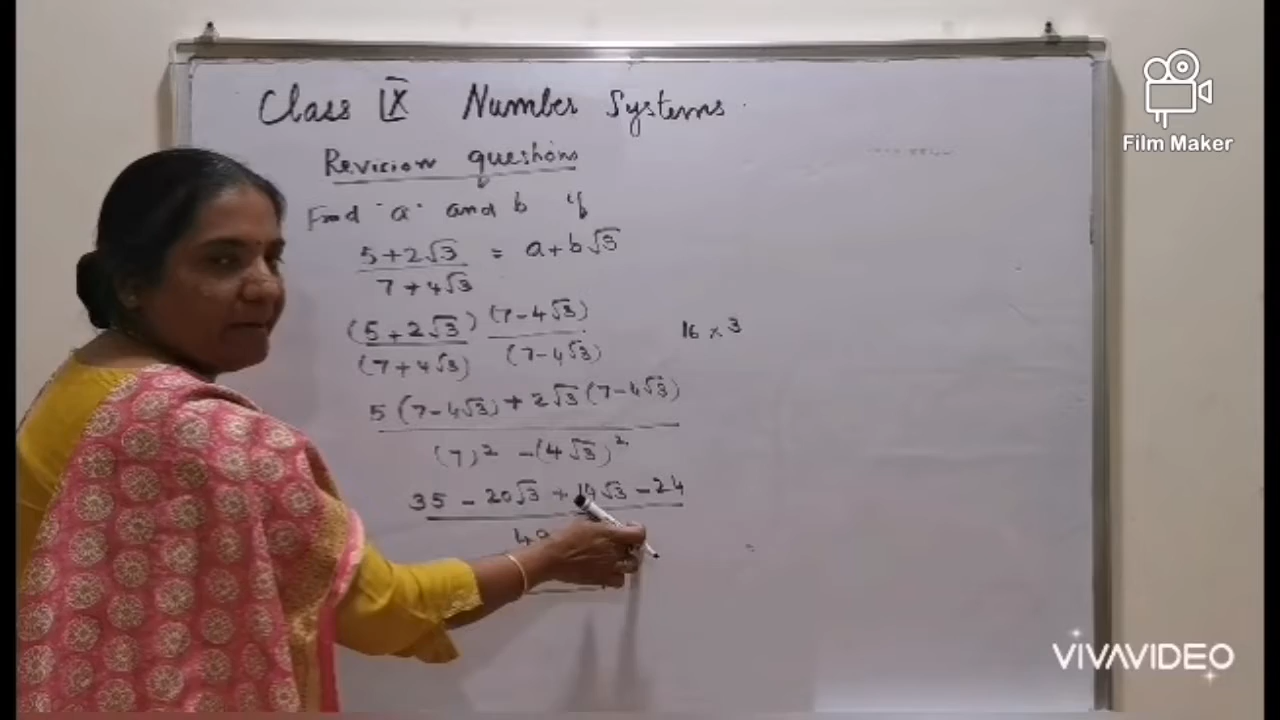 Class IX Number Systems
Revision questions
Find "a" and b if
5+2√3 = a+b√3
7+4√3
(5+2√3) (7-4√3)
(7+4√3) (7-4√3)
16 × 3
5(7-4√3) + 2√3(7-4√3)
(7)² - (4√3)²
35 - 20√3 + 14√3 - 24
49
Film Maker
VIVAVIDEO